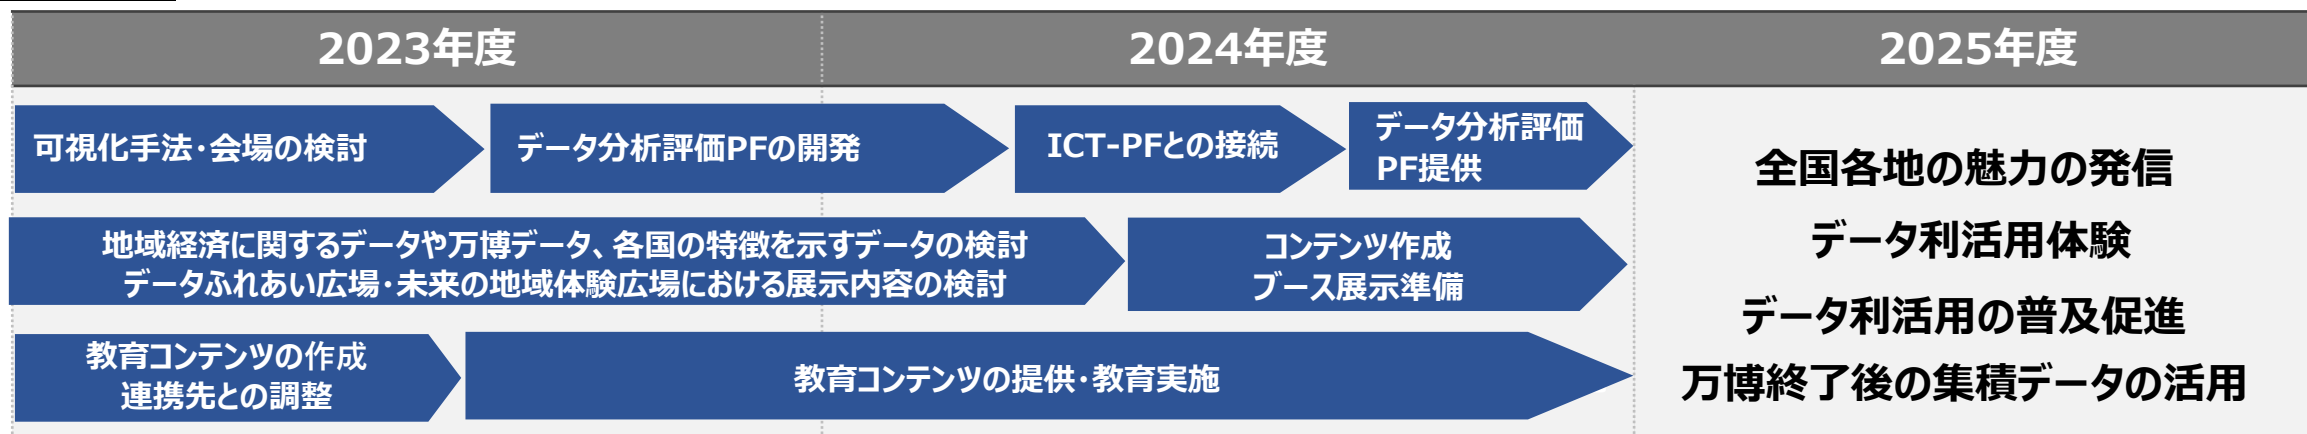 2023年度
2024年度
2025年度
可視化手法・会場の検討
データ分析評価PFの開発
ICT-PFとの接続
データ分析評価
PF提供
地域経済に関するデータや万博データ、各国の特徴を示すデータの検討
データふれあい広場・未来の地域体験広場における展示内容の検討
コンテンツ作成
ブース展示準備
教育コンテンツの作成
連携先との調整
教育コンテンツの提供・教育実施
全国各地の魅力の発信
データ利活用体験
データ利活用の普及促進
万博終了後の集積データの活用